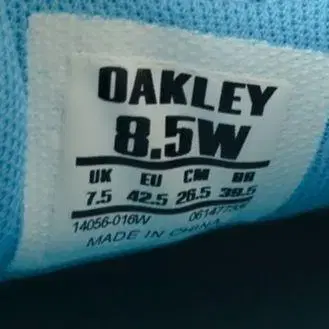 OAKLEY
8.5W
UK EU CM BR
7.5 42.5 26.5 39.5
14056-016W
MADE IN CHINA